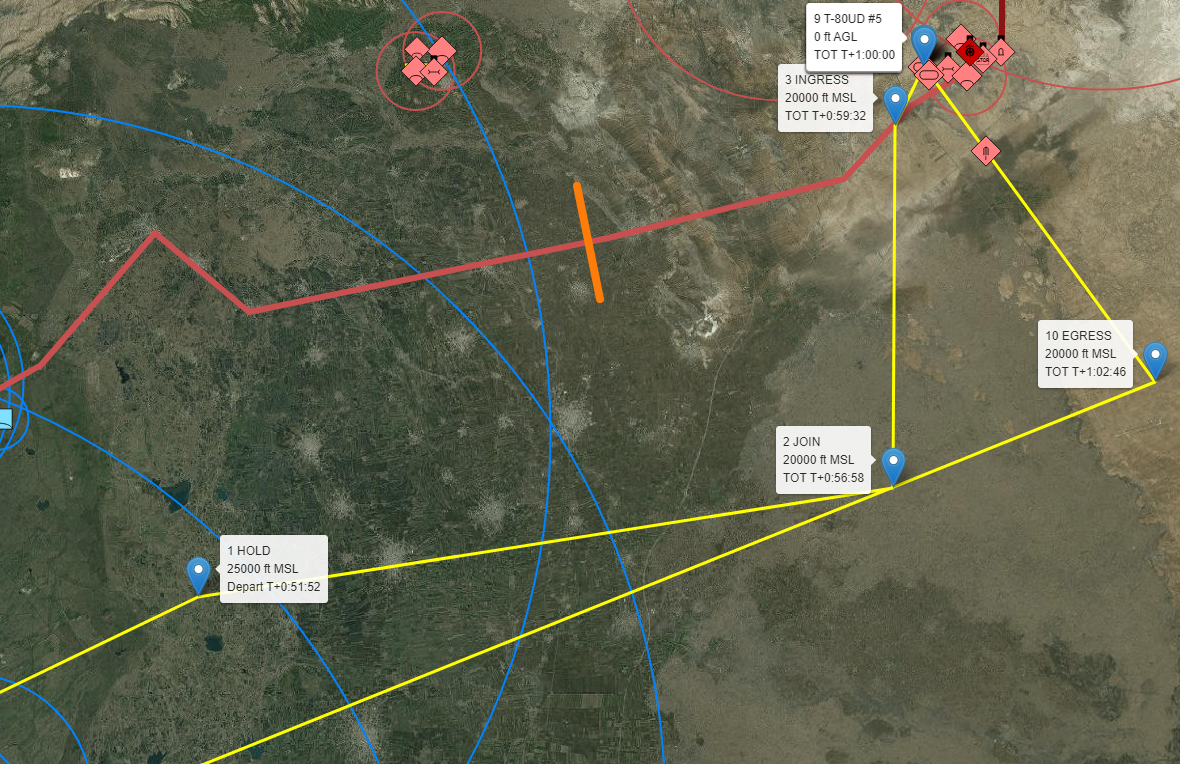 9 T-80UD #5
0 ft AGL
TOT T+1:00:00
3 INGRESS
20000 ft MSL
TOT T+0:59:32
10 EGRESS
20000 ft MSL
TOT T+1:02:46
2 JOIN
20000 ft MSL
TOT T+0:56:58
1 HOLD
25000 ft MSL
Depart T+0:51:52